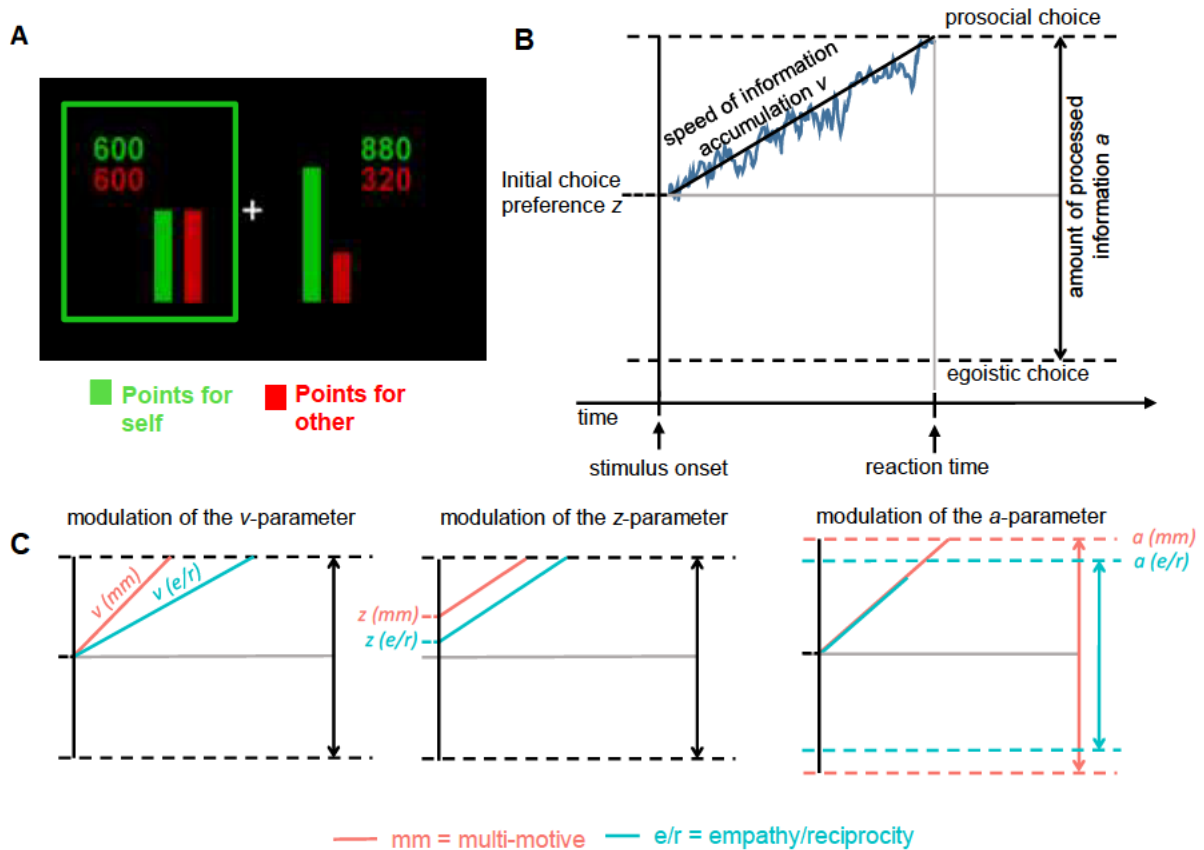 A
600
600
+
880
320
Points for
self
Points for
other
B
prosocial choice
speed of information
accumulation v
Initial choice
preference z
amount of processed
information a
egoistic choice
time
stimulus onset
reaction time
C
modulation of the v-parameter
v (mm)
v (e/r)
modulation of the z-parameter
z (mm)
z (e/r)
modulation of the a-parameter
a (mm)
a (e/r)
mm = multi-motive
e/r = empathy/reciprocity